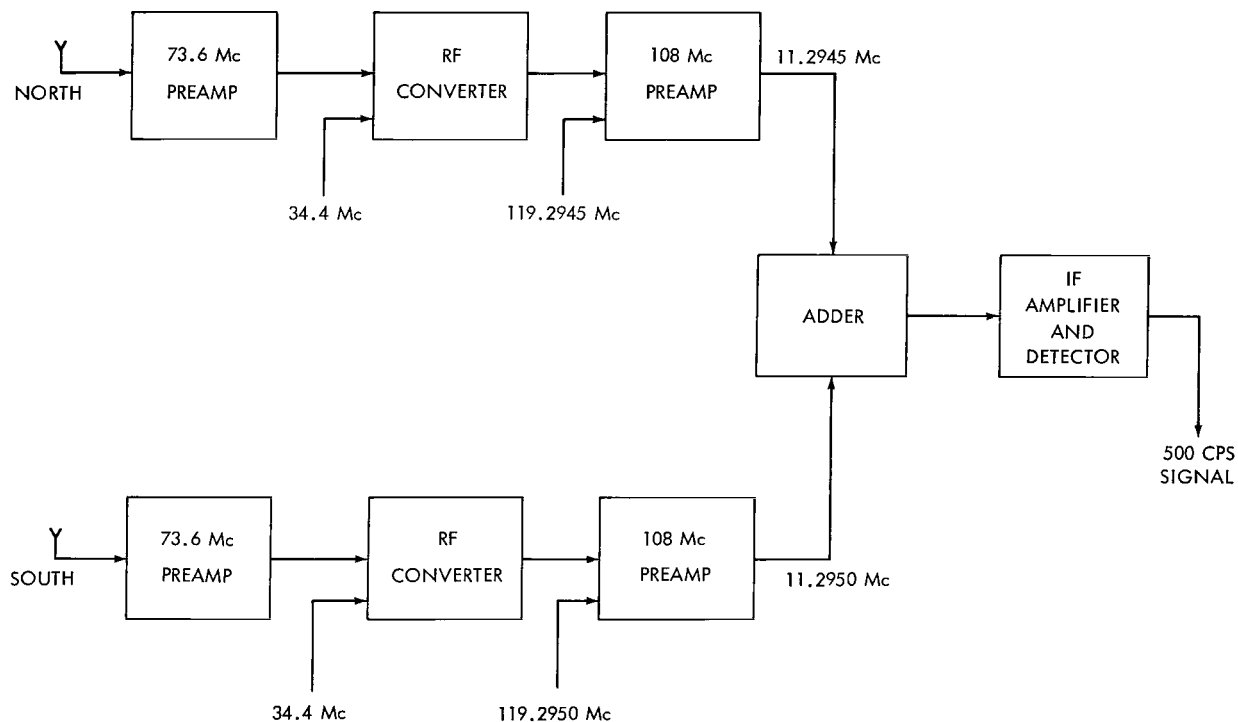 NORTH
73.6 Mc
PREAMP
34.4 Mc
RF
CONVERTER
119.2945 Mc
108 Mc
PREAMP
11.2945 Mc
ADDER
IF
AMPLIFIER
AND
DETECTOR
500 CPS
SIGNAL
SOUTH
73.6 Mc
PREAMP
34.4 Mc
RF
CONVERTER
119.2950 Mc
108 Mc
PREAMP
11.2950 Mc